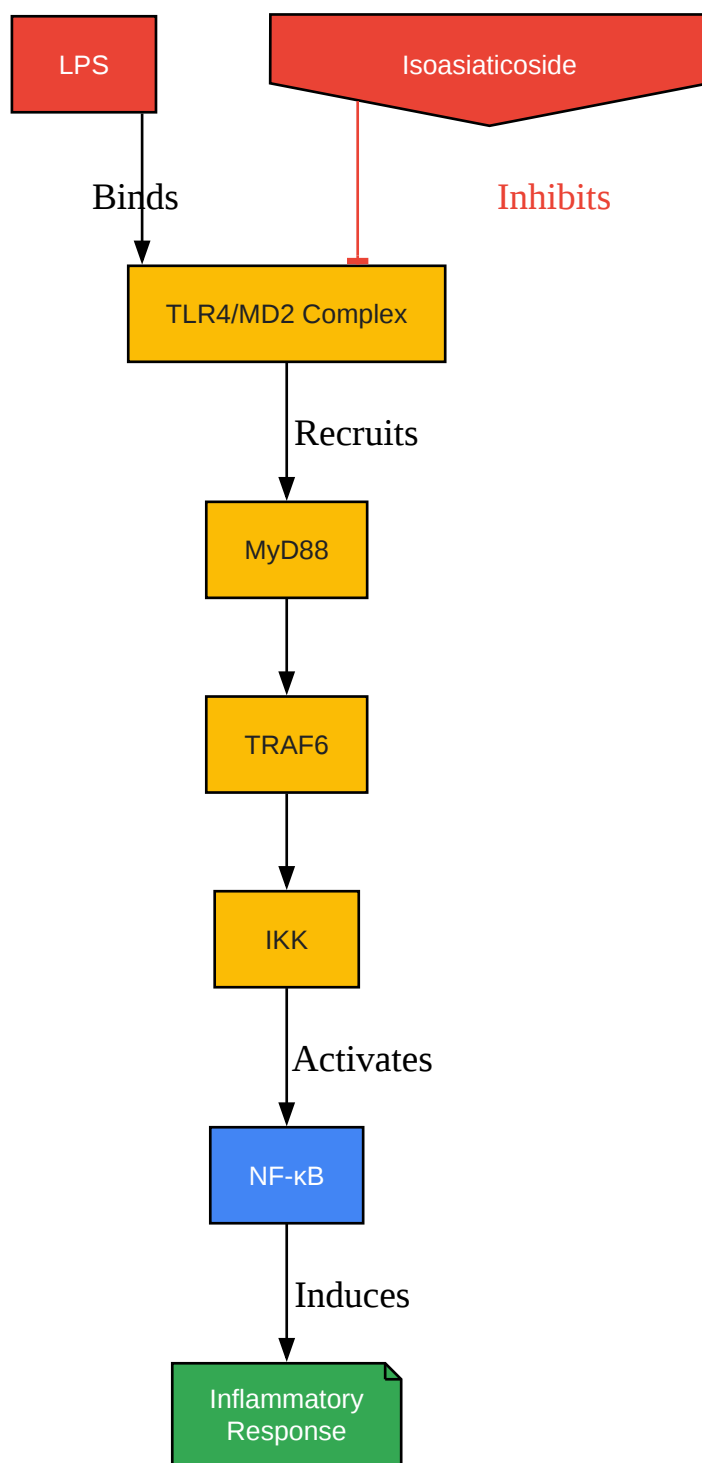 LPS
Isoasiaticoside
Binds
Inhibits
TLR4/MD2 Complex
Recruits
MyD88
TRAF6
IKK
Activates
NF-κB
Induces
Inflammatory
Response